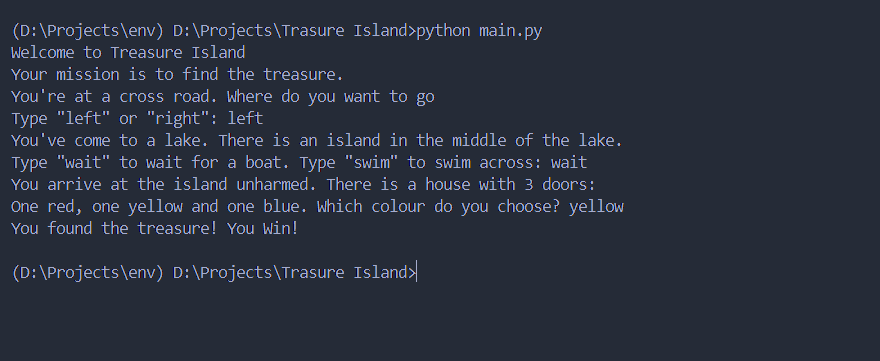 (D:\Projects\env) D:\Projects\Trasure Island>python main.py
Welcome to Treasure Island
Your mission is to find the treasure.
You're at a cross road. Where do you want to go
Type "left" or "right": left
You've come to a lake. There is an island in the middle of the lake.
Type "wait" to wait for a boat. Type "swim" to swim across: wait
You arrive at the island unharmed. There is a house with 3 doors:
One red, one yellow and one blue. Which colour do you choose? yellow
You found the treasure! You Win!
(D:\Projects\env) D:\Projects\Trasure Island>